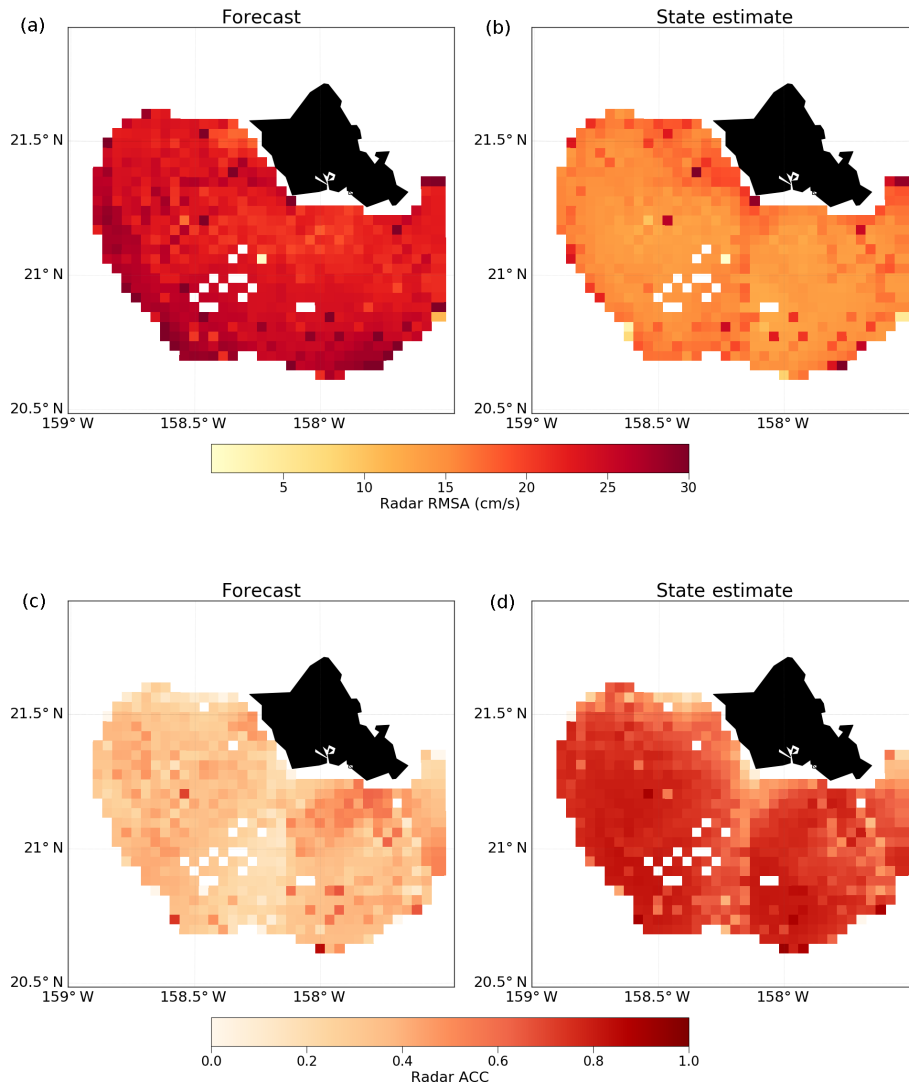 (a)
Forecast
(b)
State estimate
21.5° N
21° N
20.5° N
159° W
158.5° W
158° W
159° W
158.5° W
158° W
5
10
15
20
25
30
Radar RMSA (cm/s)
(c)
Forecast
(d)
State estimate
21.5° N
21° N
20.5° N
159° W
158.5° W
158° W
159° W
158.5° W
158° W
0.0
0.2
0.4
0.6
0.8
1.0
Radar ACC